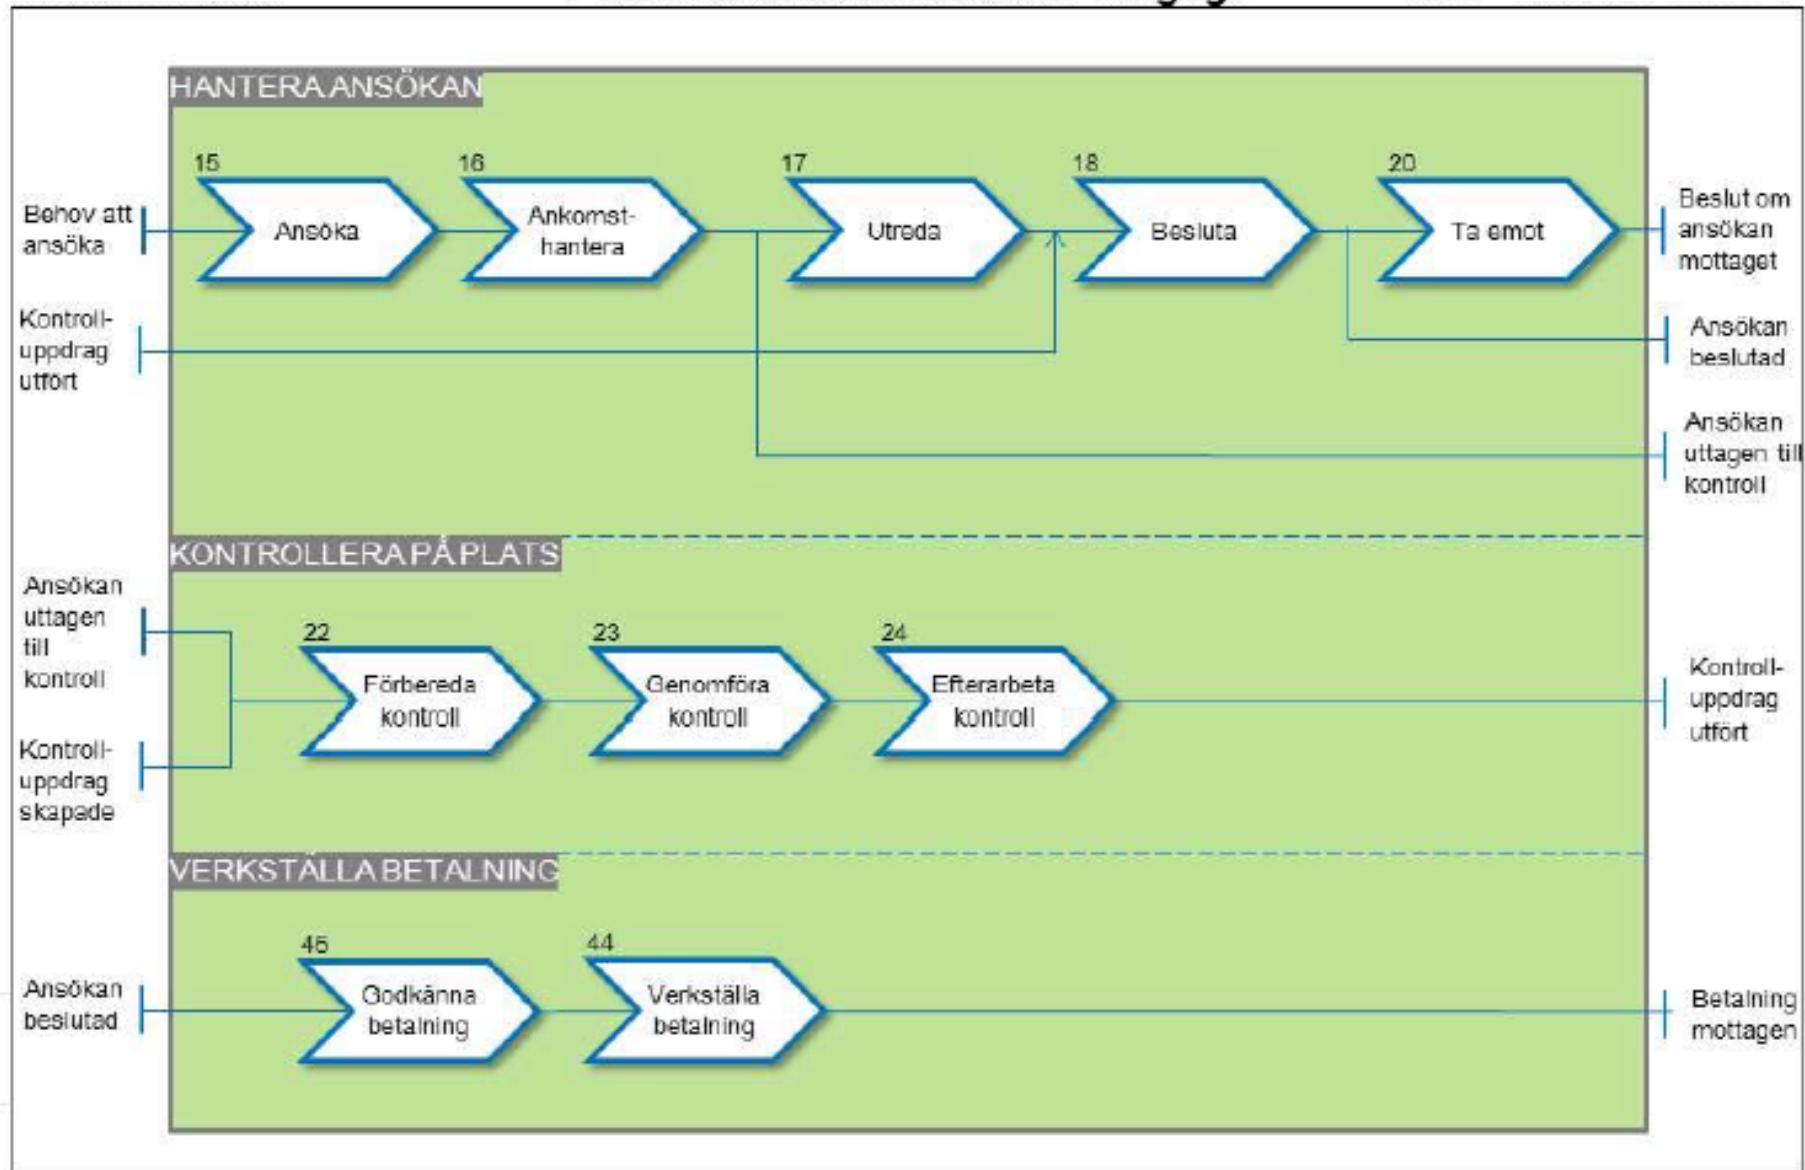 HANTERA ANSÖKAN
15
16
17
18
20
Behov att
ansöka
Ansöka
Ankomst-
hantera
Utreda
Besluta
Ta emot
Beslut om
ansökan
mottaget
Kontroll-
uppdrag
utfört
Ansökan
beslutad
Ansökan
uttagen till
kontroll
KONTROLLERA PÅ PLATS
Ansökan
uttagen
till
kontroll
22
23
24
Förbereda
kontroll
Genomföra
kontroll
Efterarbeta
kontroll
Kontroll-
uppdrag
utfört
Kontroll-
uppdrag
skapade
VERKSTÄLLA BETALNING
45
44
Ansökan
beslutad
Godkänna
betalning
Verkställa
betalning
Betalning
mottagen